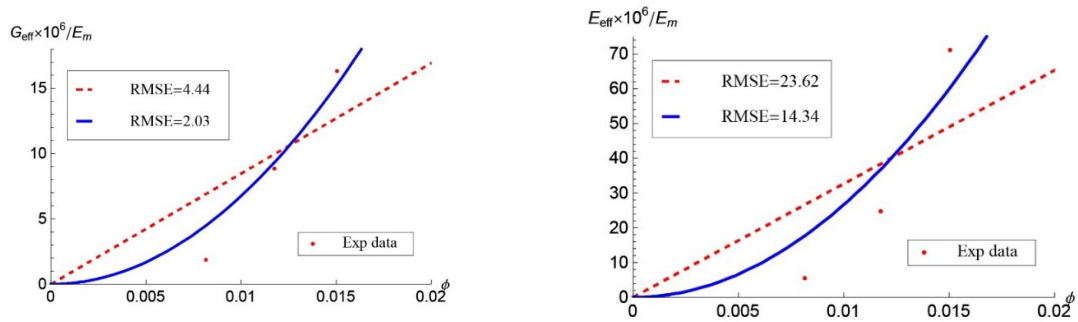 G_eff×10^6/E_m
15
10
5
0
RMSE=4.44
RMSE=2.03
Exp data
0 0.005 0.01 0.015 0.02
ϕ
E_eff×10^6/E_m
70
60
50
40
30
20
10
0
RMSE=23.62
RMSE=14.34
Exp data
0 0.005 0.01 0.015 0.02
ϕ